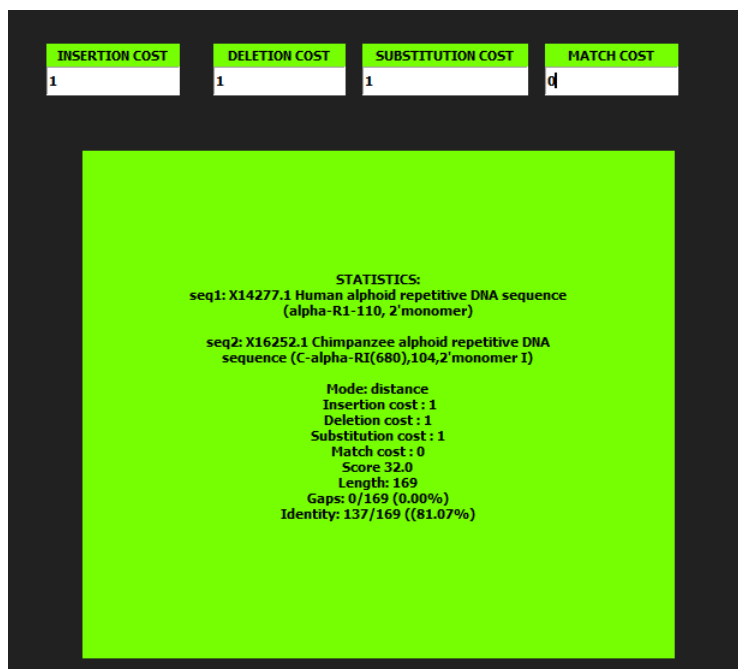 INSERTION COST DELETION COST SUBSTITUTION COST MATCH COST
1 1 1 0
STATISTICS:
seq1: X14277.1 Human alphoid repetitive DNA sequence
(alpha-R1-110, 2'monomer)
seq2: X16252.1 Chimpanzee alphoid repetitive DNA
sequence (C-alpha-RI(680),104,2'monomer I)
Mode: distance
Insertion cost : 1
Deletion cost : 1
Substitution cost : 1
Match cost : 0
Score 32.0
Length: 169
Gaps: 0/169 (0.00%)
Identity: 137/169 ((81.07%)